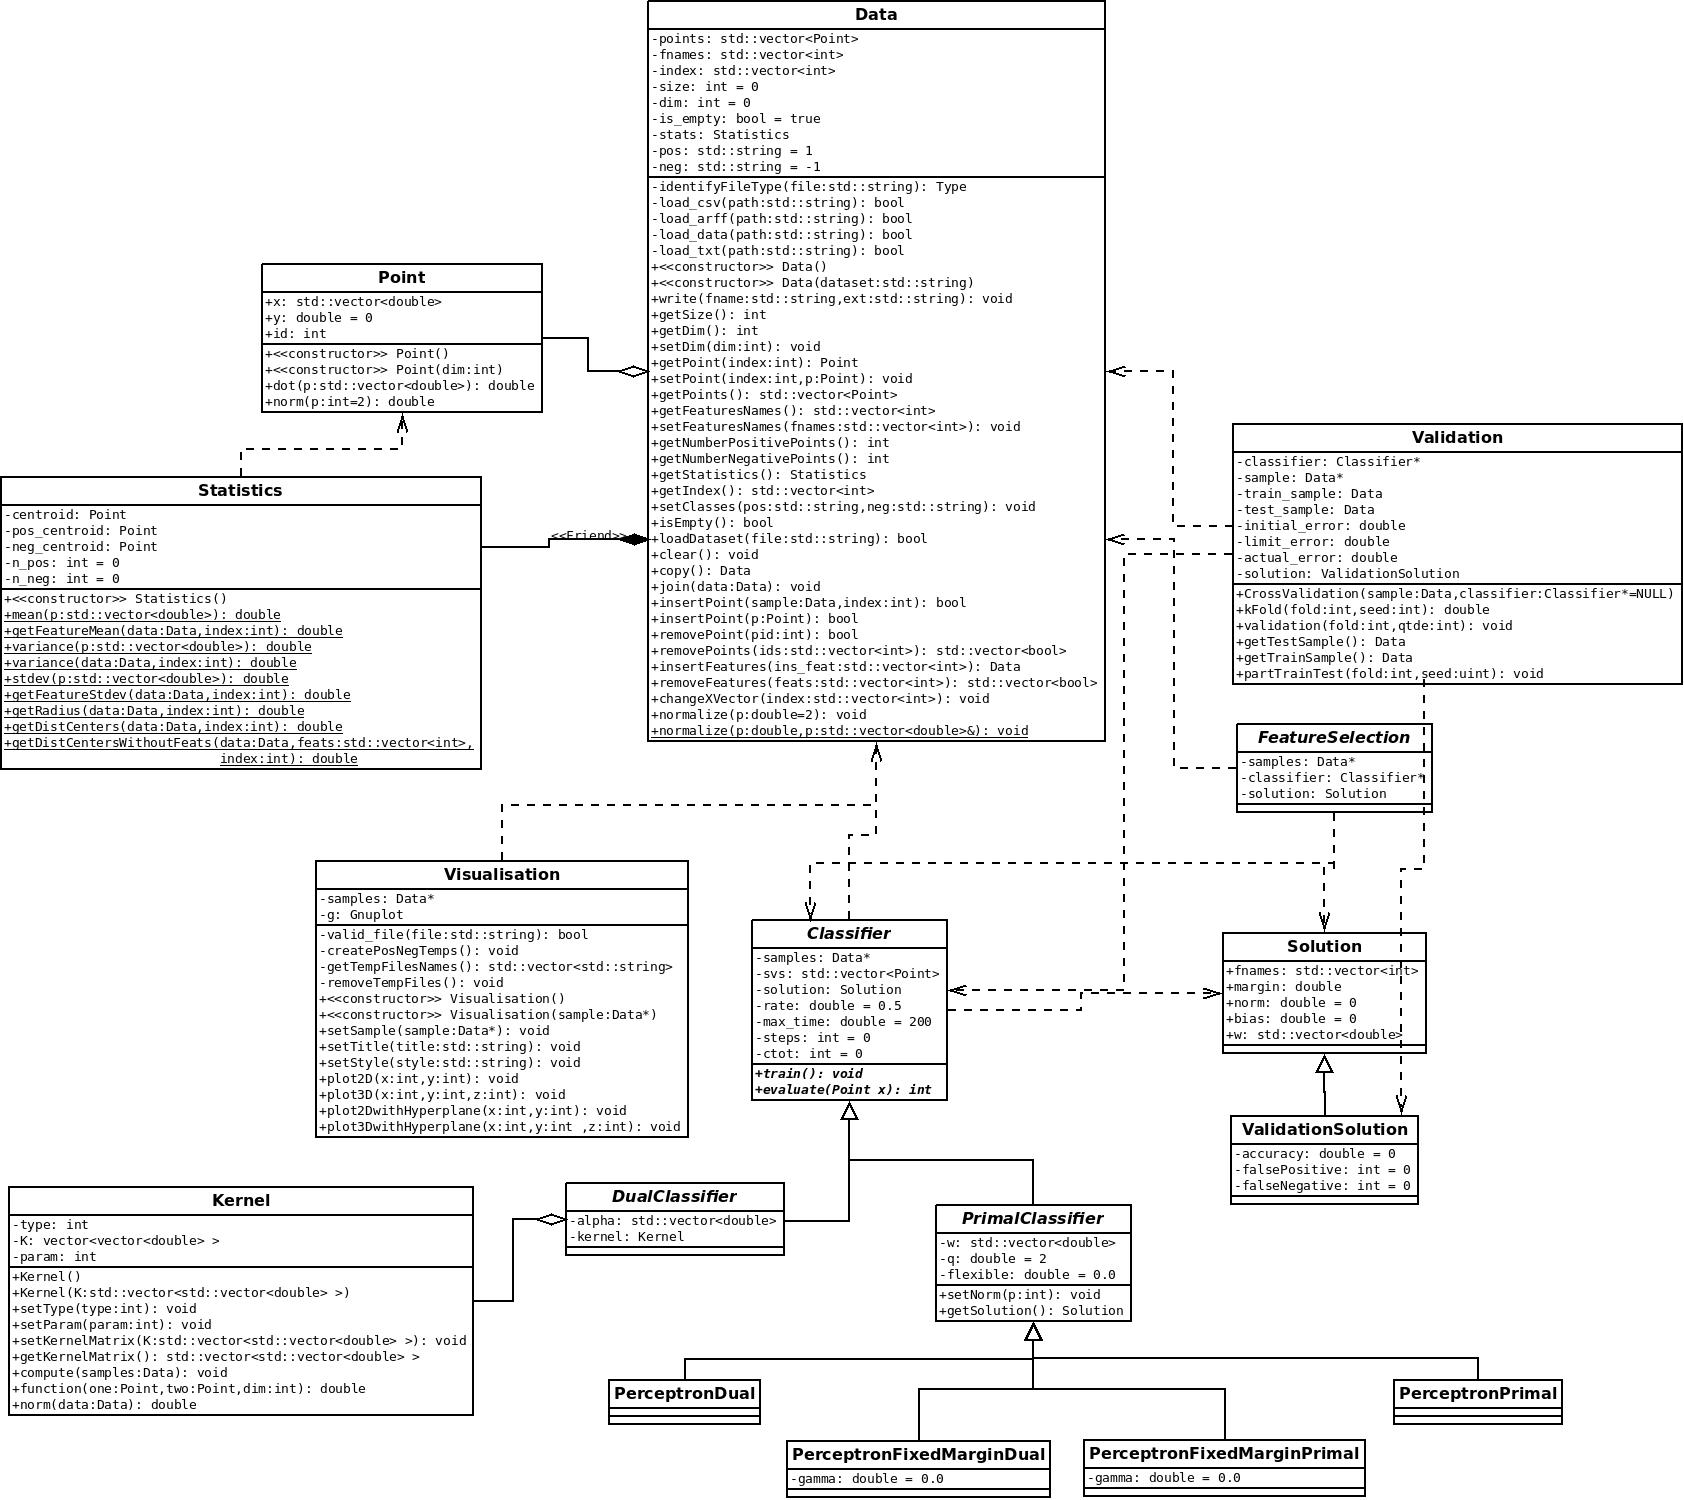 Data
-points: std::vector<Point>
-fnames: std::vector<int>
-index: std::vector<int>
-size: int = 0
-dim: int = 0
-is_empty: bool = true
-stats: Statistics
-pos: std::string = 1
-neg: std::string = -1
-identifyFileType(file:std::string): Type
-load_csv(path:std::string): bool
-load_arff(path:std::string): bool
-load_data(path:std::string): bool
-load_txt(path:std::string): bool
+<<constructor>> Data()
+<<constructor>> Data(dataset:std::string)
+write(fname:std::string,ext:std::string): void
+getSize(): int
+getDim(): int
+setDim(dim:int): void
+getPoint(index:int): Point
+setPoint(index:int,p:Point): void
+getPoints(): std::vector<Point>
+getFeaturesNames(): std::vector<int>
+setFeaturesNames(fnames:std::vector<int>): void
+getNumberPositivePoints(): int
+getNumberNegativePoints(): int
+getStatistics(): Statistics
+getIndex(): std::vector<int>
+setClasses(pos:std::string,neg:std::string): void
+isEmpty(): bool
+loadDataset(file:std::string): bool
+clear(): void
+copy(): Data
+join(data:Data): void
+insertPoint(sample:Data,index:int): bool
+insertPoint(p:Point): bool
+removePoint(pid:int): bool
+removePoints(ids:std::vector<int>): std::vector<bool>
+insertFeatures(ins_feat:std::vector<int>): Data
+removeFeatures(feats:std::vector<int>): std::vector<bool>
+changeXVector(index:std::vector<int>): void
+normalize(p:double=2): void
+normalize(p:double,p:std::vector<double>&): void
Point
+x: std::vector<double>
+y: double = 0
+id: int
+<<constructor>> Point()
+<<constructor>> Point(dim:int)
+dot(p:std::vector<double>): double
+norm(p:int=2): double
Statistics
-centroid: Point
-pos_centroid: Point
-neg_centroid: Point
-n_pos: int = 0
-n_neg: int = 0
+<<constructor>> Statistics()
+mean(p:std::vector<double>): double
+getFeatureMean(data:Data,index:int): double
+variance(p:std::vector<double>): double
+variance(data:Data,index:int): double
+stdev(p:std::vector<double>): double
+getFeatureStdev(data:Data,index:int): double
+getRadius(data:Data,index:int): double
+getDistCenters(data:Data,index:int): double
+getDistCentersWithoutFeats(data:Data,feats:std::vector<int>,
index:int): double
<<Friend>>
Validation
-classifier: Classifier*
-sample: Data*
-train_sample: Data
-test_sample: Data
-initial_error: double
-limit_error: double
-actual_error: double
-solution: ValidationSolution
+CrossValidation(sample:Data,classifier:Classifier*=NULL)
+kFold(fold:int,seed:int): double
+validation(fold:int,qtde:int): void
+getTestSample(): Data
+getTrainSample(): Data
+partTrainTest(fold:int,seed:uint): void
FeatureSelection
-samples: Data*
-classifier: Classifier*
-solution: Solution
Visualisation
-samples: Data*
-g: Gnuplot
-valid_file(file:std::string): bool
-createPosNegTemps(): void
-getTempFilesNames(): std::vector<std::string>
-removeTempFiles(): void
+<<constructor>> Visualisation()
+<<constructor>> Visualisation(sample:Data*)
+setSample(sample:Data*): void
+setTitle(title:std::string): void
+setStyle(style:std::string): void
+plot2D(x:int,y:int): void
+plot3D(x:int,y:int,z:int): void
+plot2DwithHyperplane(x:int,y:int): void
+plot3DwithHyperplane(x:int,y:int ,z:int): void
Classifier
-samples: Data*
-svs: std::vector<Point>
-solution: Solution
-rate: double = 0.5
-max_time: double = 200
-steps: int = 0
-ctot: int = 0
+train(): void
+evaluate(Point x): int
Solution
+fnames: std::vector<int>
+margin: double
+norm: double = 0
+bias: double = 0
+w: std::vector<double>
ValidationSolution
-accuracy: double = 0
-falsePositive: int = 0
-falseNegative: int = 0
Kernel
-type: int
-K: vector<vector<double> >
-param: int
+Kernel()
+Kernel(K:std::vector<std::vector<double> >)
+setType(type:int): void
+setParam(param:int): void
+setKernelMatrix(K:std::vector<std::vector<double> >): void
+getKernelMatrix(): std::vector<std::vector<double> >
+compute(samples:Data): void
+function(one:Point,two:Point,dim:int): double
+norm(data:Data): double
DualClassifier
-alpha: std::vector<double>
-kernel: Kernel
PrimalClassifier
-w: std::vector<double>
-q: double = 2
-flexible: double = 0.0
+setNorm(p:int): void
+getSolution(): Solution
PerceptronDual
PerceptronPrimal
PerceptronFixedMarginDual
-gamma: double = 0.0
PerceptronFixedMarginPrimal
-gamma: double = 0.0